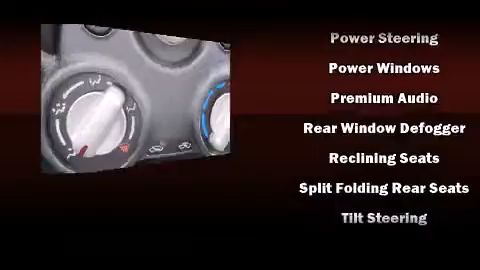 Power Steering
Power Windows
Premium Audio
Rear Window Defogger
Reclining Seats
Split Folding Rear Seats
Tilt Steering